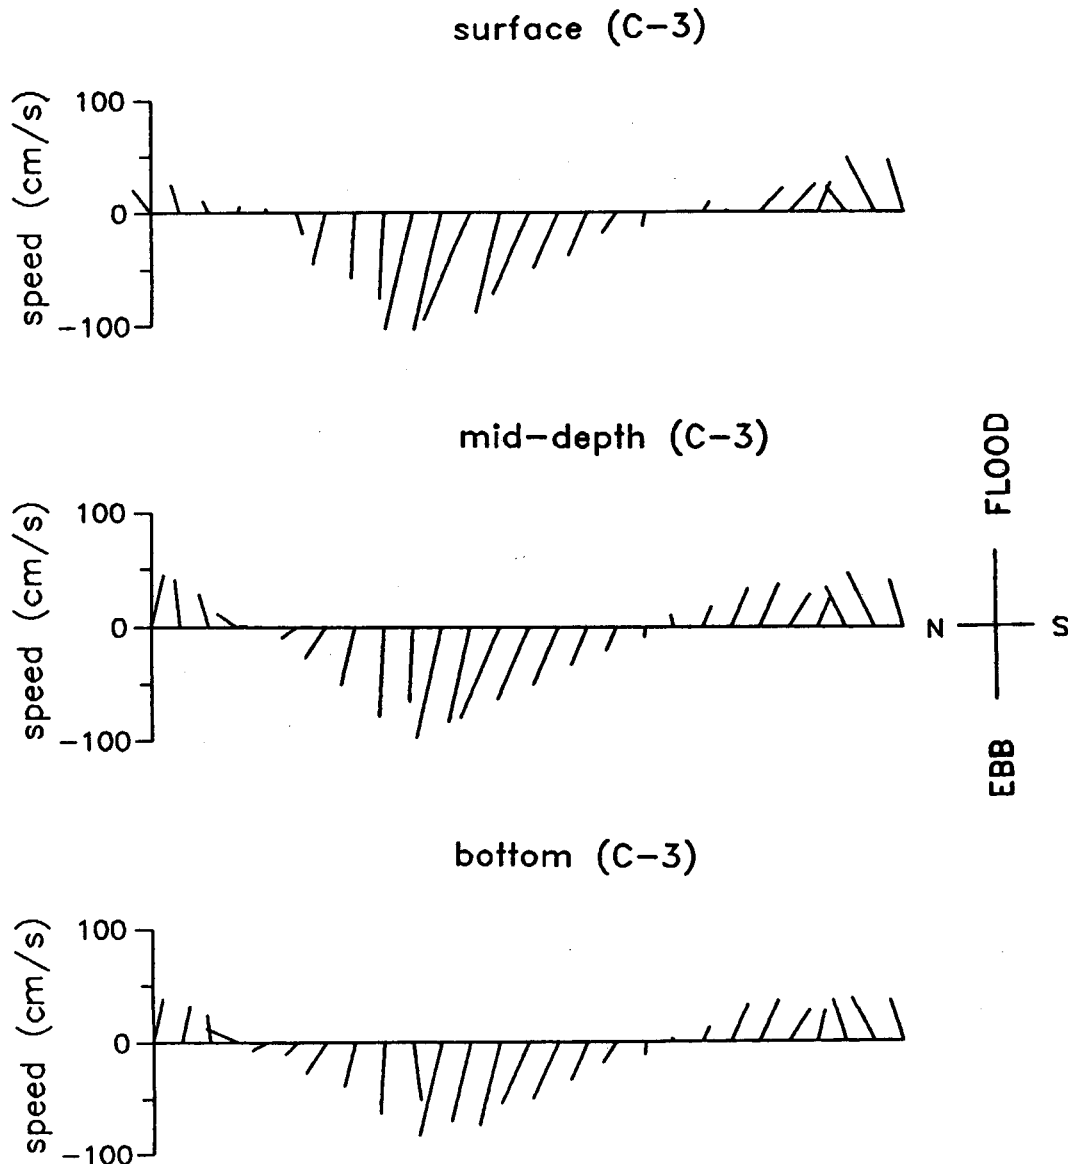 surface (C-3)
speed (cm/s)
100
0
-100
mid-depth (C-3)
speed (cm/s)
100
0
-100
FLOOD
N
S
EBB
bottom (C-3)
speed (cm/s)
100
0
-100